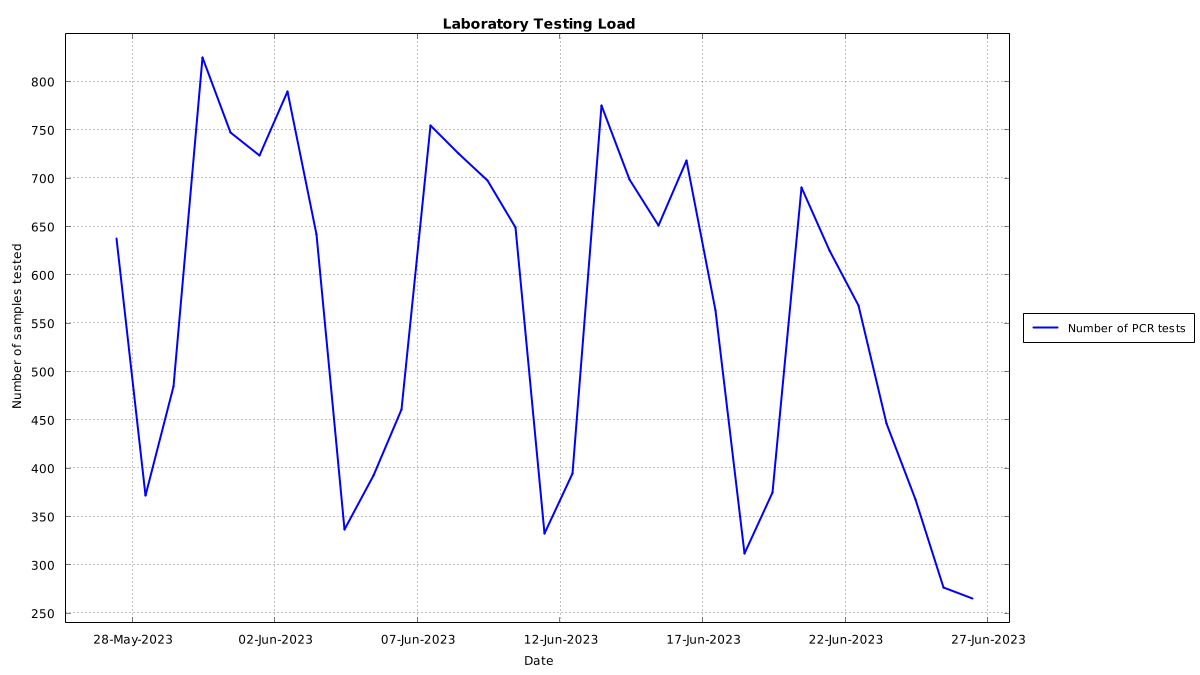 Laboratory Testing Load
Number of samples tested
800
750
700
650
600
550
500
450
400
350
300
250
28-May-2023
02-Jun-2023
07-Jun-2023
12-Jun-2023
17-Jun-2023
22-Jun-2023
27-Jun-2023
Date
Number of PCR tests